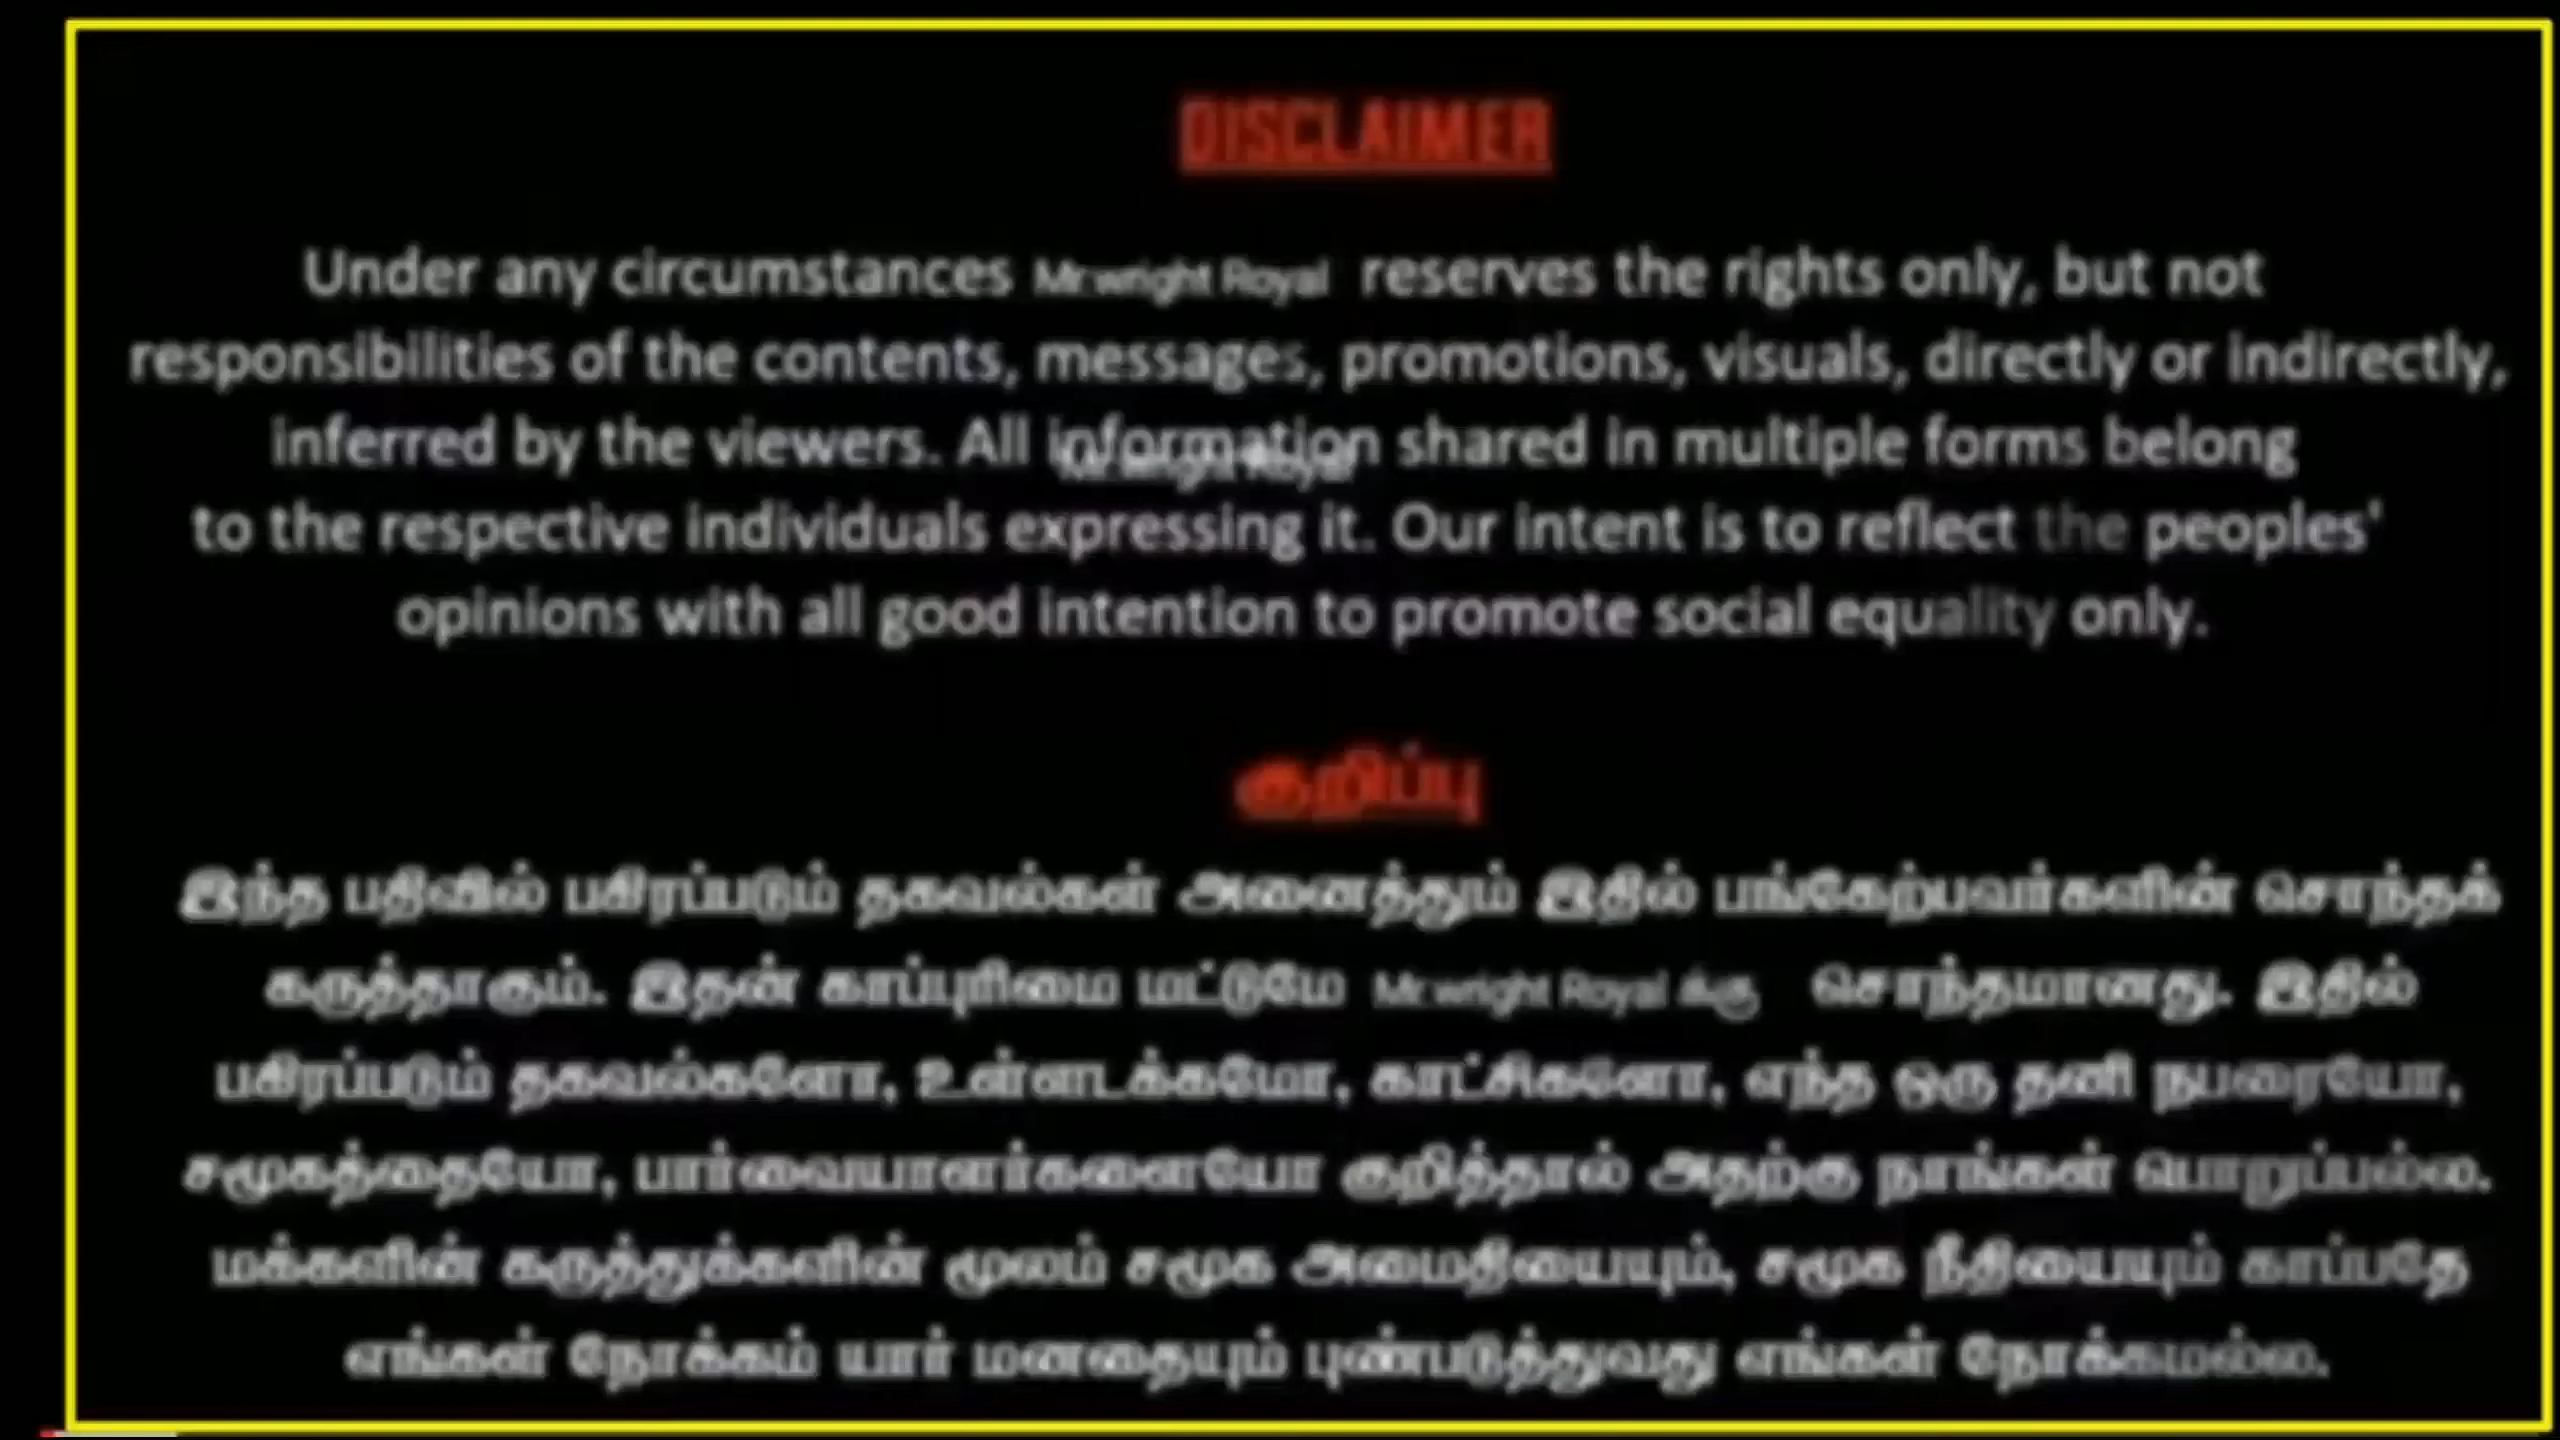 DISCLAIMER
Under any circumstances Mr.wright Royal reserves the rights only, but not
responsibilities of the contents, messages, promotions, visuals, directly or indirectly,
inferred by the viewers. All information shared in multiple forms belong
Mr.wright Royal
to the respective individuals expressing it. Our intent is to reflect the peoples'
opinions with all good intention to promote social equality only.
குறிப்பு
இந்த பதிவில் பகிரப்படும் தகவல்கள் அனைத்தும் இதில் பங்கேற்பவர்களின் சொந்தக்
கருத்தாகும். இதன் காப்புரிமை மட்டுமே Mr.wright Royal க்கு சொந்தமானது. இதில்
பகிரப்படும் தகவல்களோ, உள்ளடக்கமோ, காட்சிகளோ, எந்த ஒரு தனி நபரையோ,
சமூகத்தையோ, பார்வையாளர்களையோ குறித்தால் அதற்கு நாங்கள் பொறுப்பல்ல.
மக்களின் கருத்துக்களின் மூலம் சமூக அமைதியையும், சமூக நீதியையும் காப்பதே
எங்கள் நோக்கம் யார் மனதையும் புண்படுத்துவது எங்கள் நோக்கமல்ல.